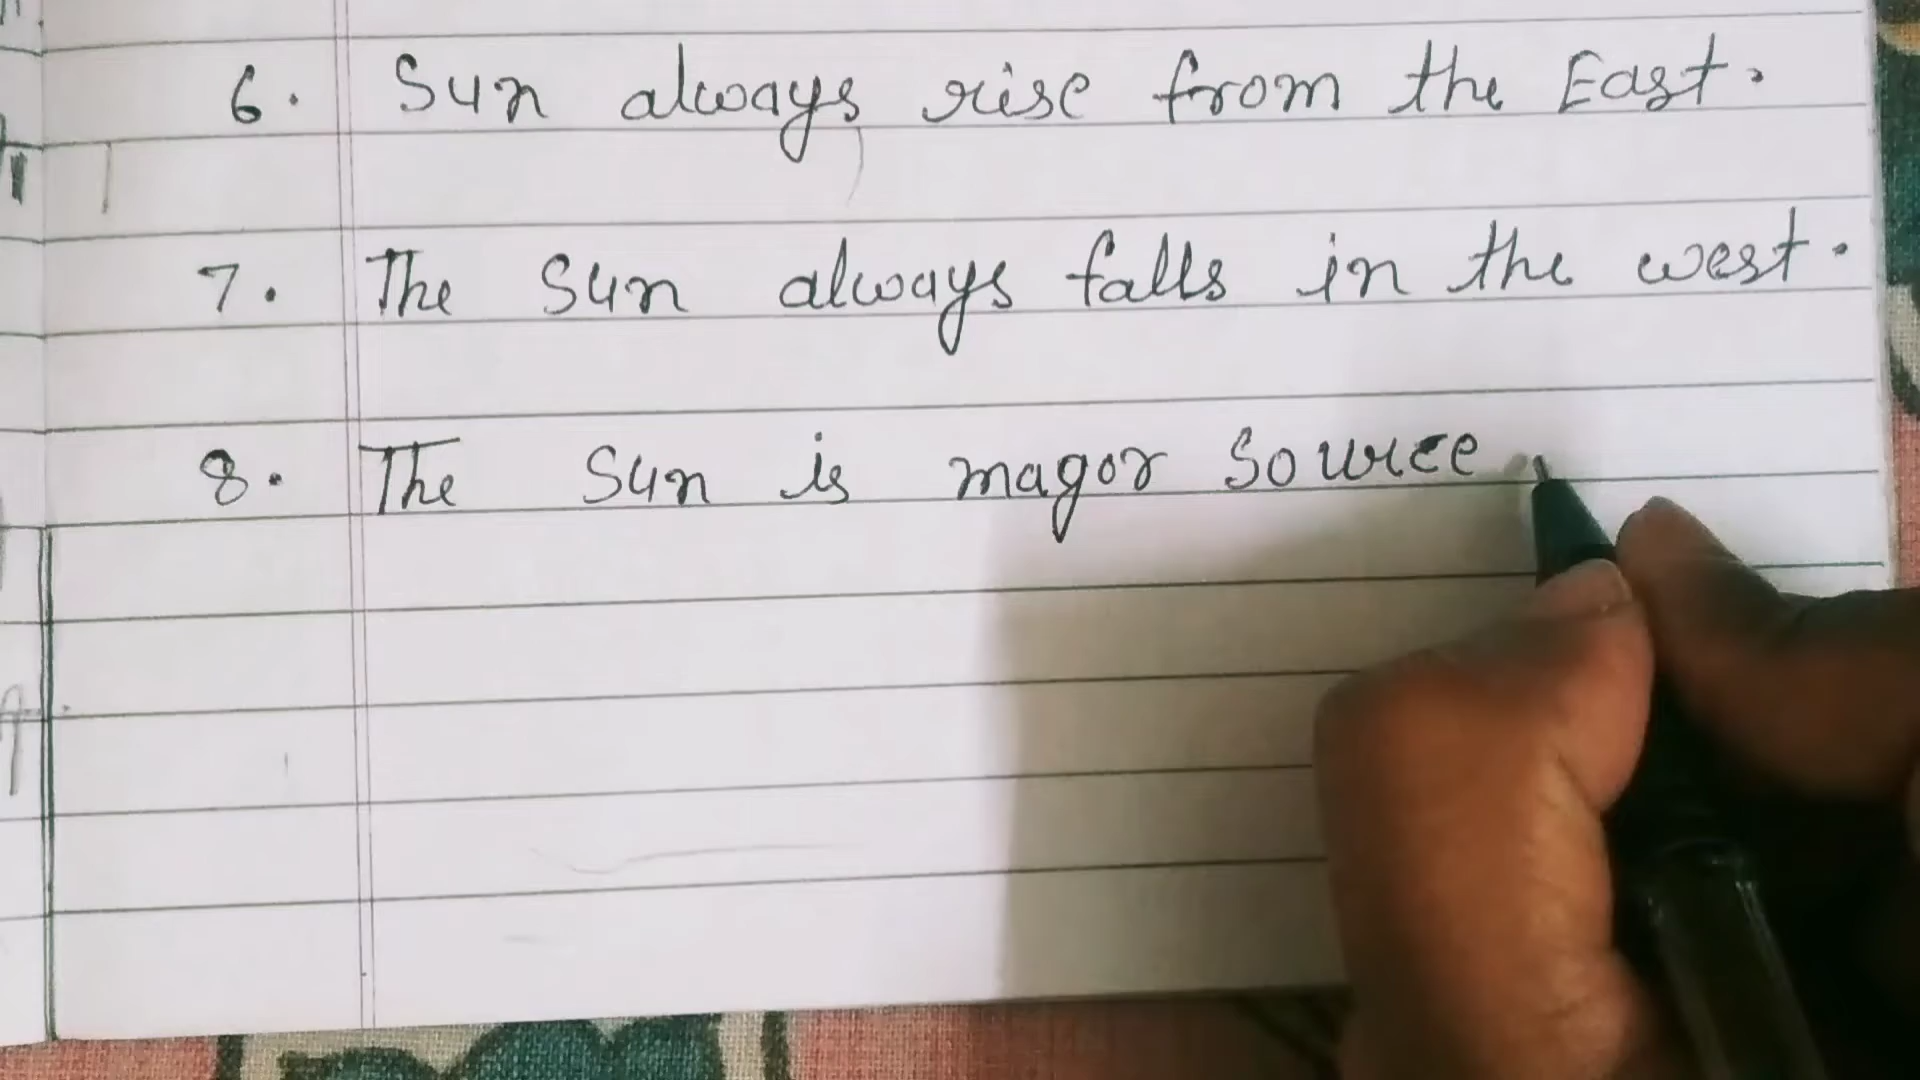 6. Sun always rise from the East.
7. The Sun always falls in the west.
8. The Sun is magor Source